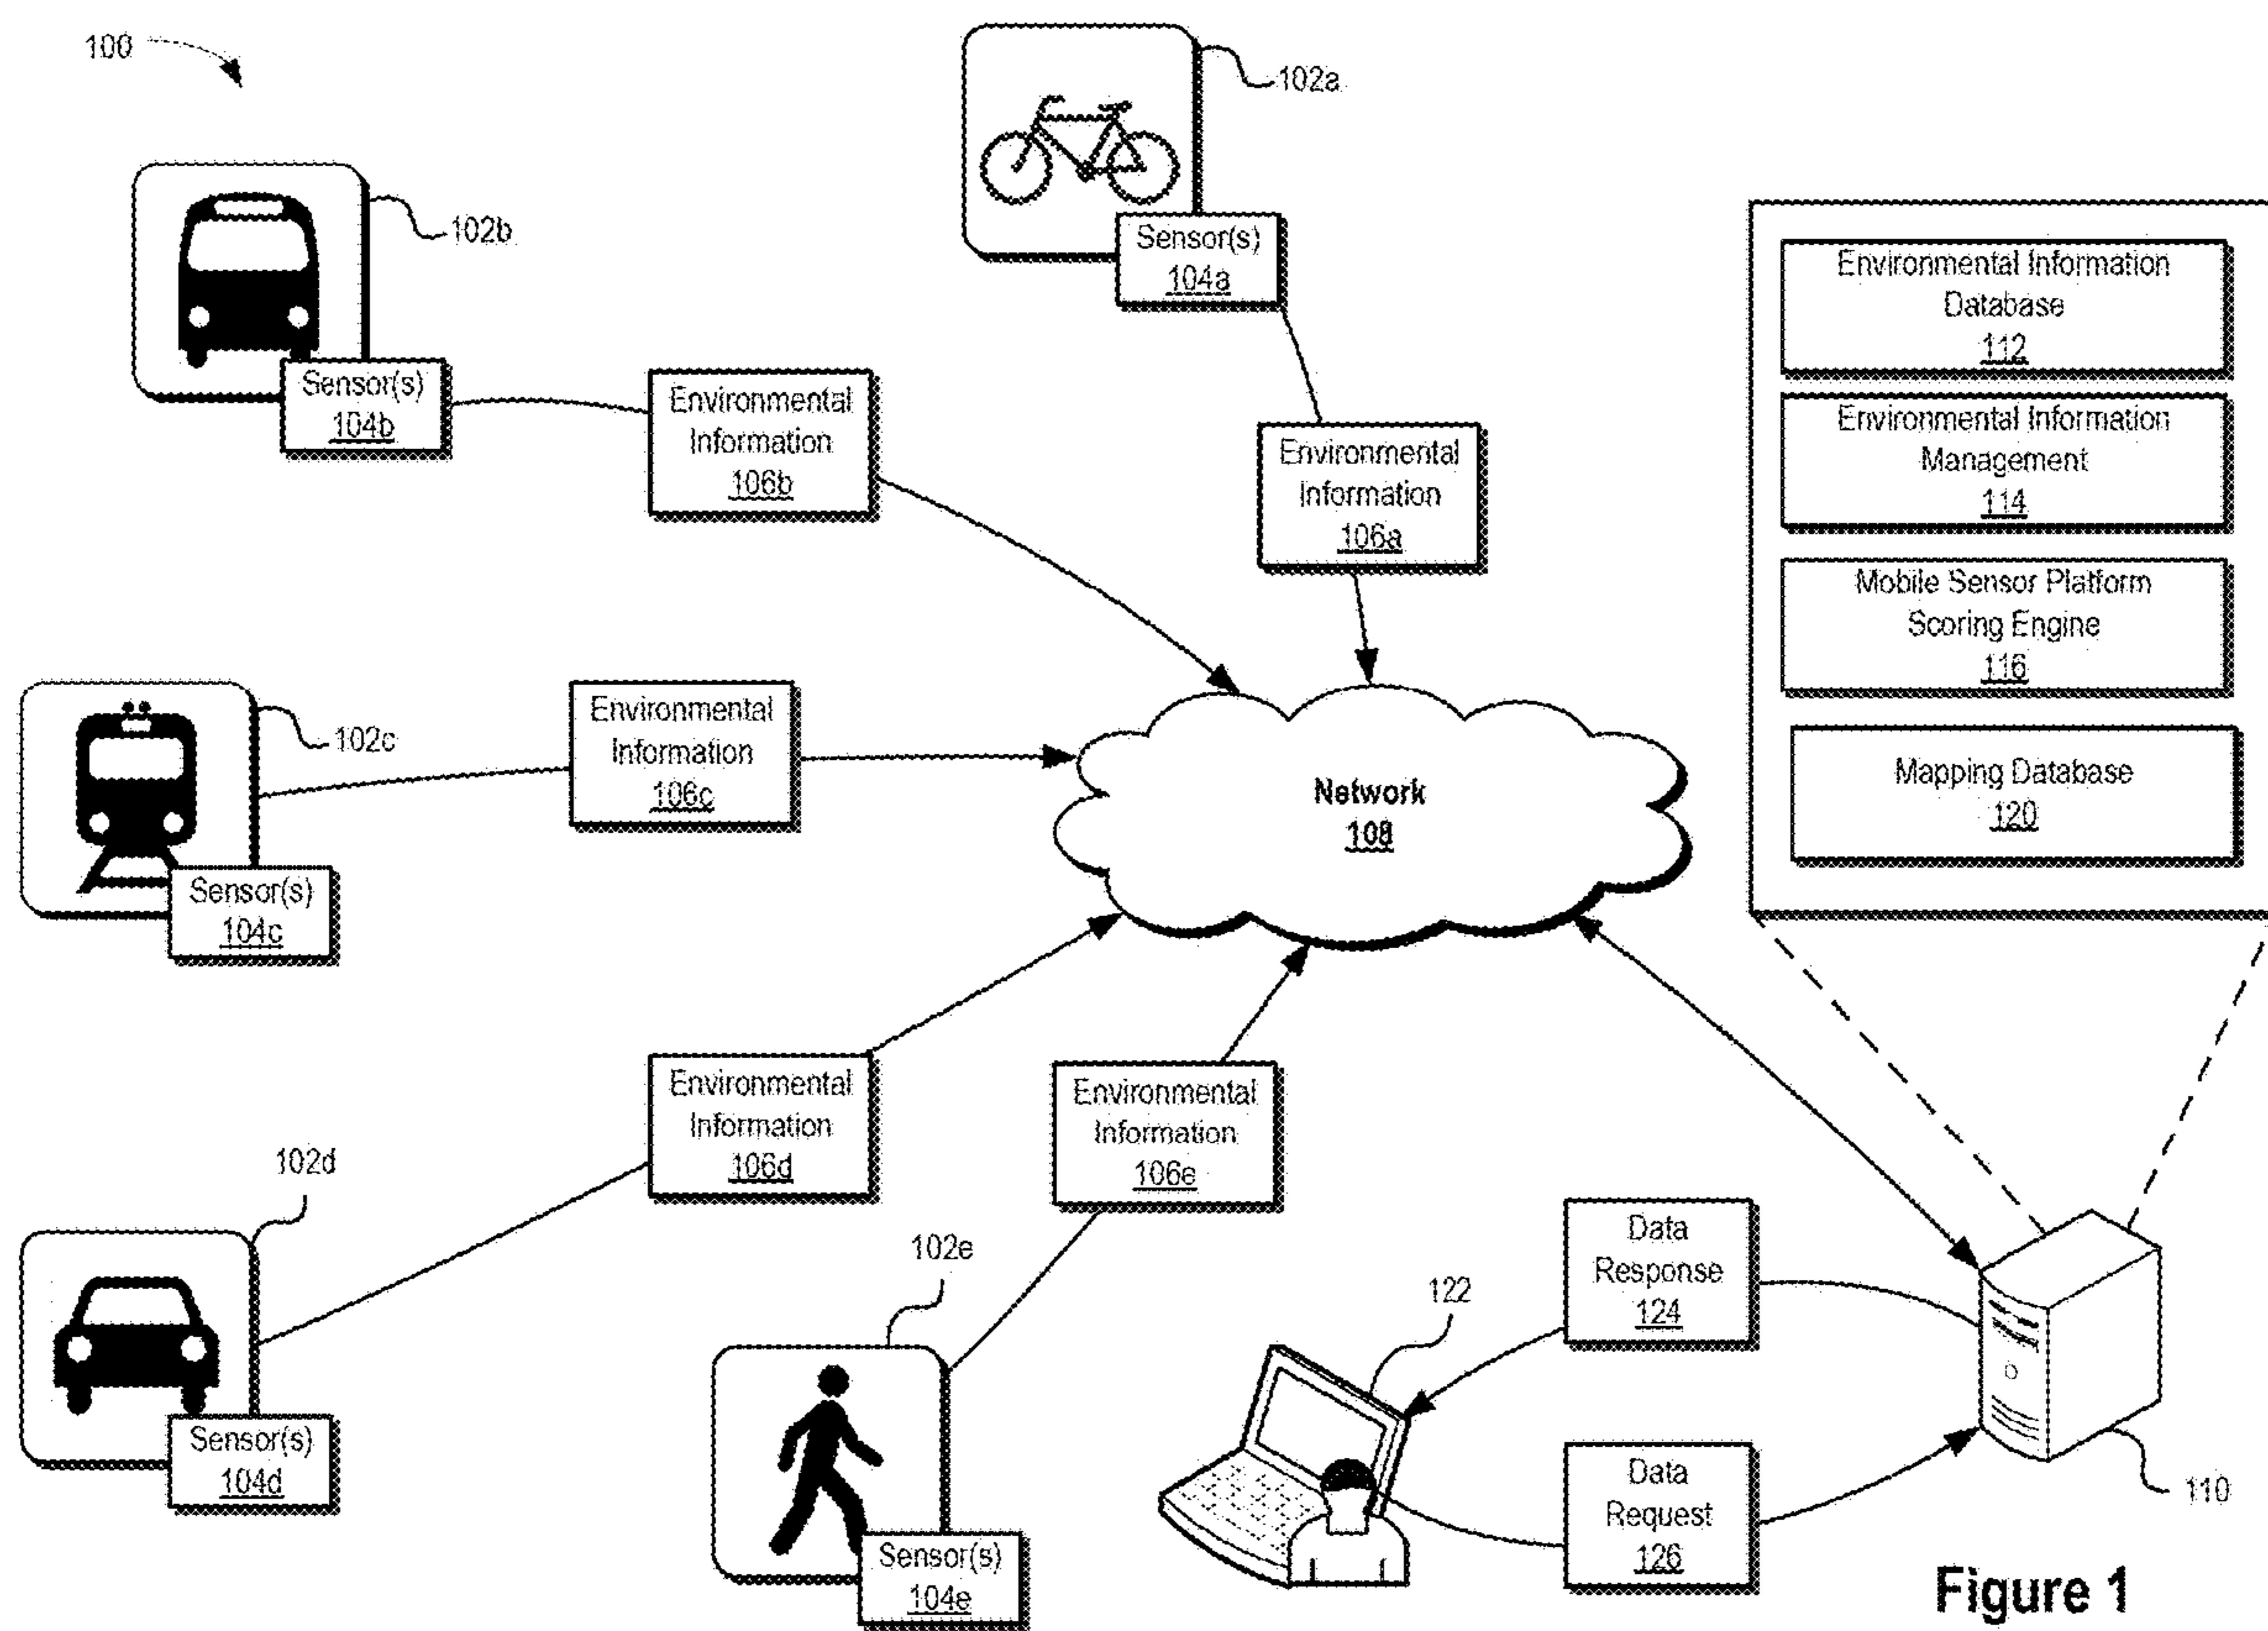 100
102a
Sensor(s)
104a
102b
Sensor(s)
104b
Environmental
Information
106b
Environmental
Information
106a
Environmental Information
Database
112
Environmental Information
Management
114
Mobile Sensor Platform
Scoring Engine
116
Mapping Database
120
102c
Sensor(s)
104c
Environmental
Information
106c
Network
108
Environmental
Information
106d
Environmental
Information
106e
102d
Sensor(s)
104d
102e
Sensor(s)
104e
122
Data
Response
124
Data
Request
126
110
Figure 1